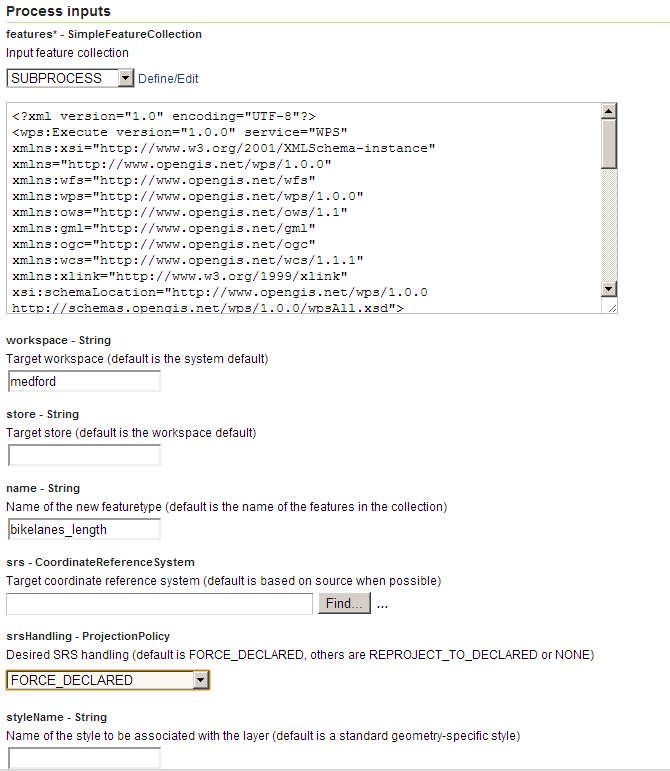 Process inputs
features* - SimpleFeatureCollection
Input feature collection
SUBPROCESS Define/Edit
<?xml version="1.0" encoding="UTF-8"?>
<wps:Execute version="1.0.0" service="WPS"
xmlns:xsi="http://www.w3.org/2001/XMLSchema-instance"
xmlns="http://www.opengis.net/wps/1.0.0"
xmlns:wfs="http://www.opengis.net/wfs"
xmlns:wps="http://www.opengis.net/wps/1.0.0"
xmlns:ows="http://www.opengis.net/ows/1.1"
xmlns:gml="http://www.opengis.net/gml"
xmlns:ogc="http://www.opengis.net/ogc"
xmlns:wcs="http://www.opengis.net/wcs/1.1.1"
xmlns:xlink="http://www.w3.org/1999/xlink"
xsi:schemaLocation="http://www.opengis.net/wps/1.0.0
http://schemas.opengis.net/wps/1.0.0/wpsAll.xsd">
workspace - String
Target workspace (default is the system default)
medford
store - String
Target store (default is the workspace default)
name - String
Name of the new featuretype (default is the name of the features in the collection)
bikelanes_length
srs - CoordinateReferenceSystem
Target coordinate reference system (default is based on source when possible)
Find... ...
srsHandling - ProjectionPolicy
Desired SRS handling (default is FORCE_DECLARED, others are REPROJECT_TO_DECLARED or NONE)
FORCE_DECLARED
styleName - String
Name of the style to be associated with the layer (default is a standard geometry-specific style)